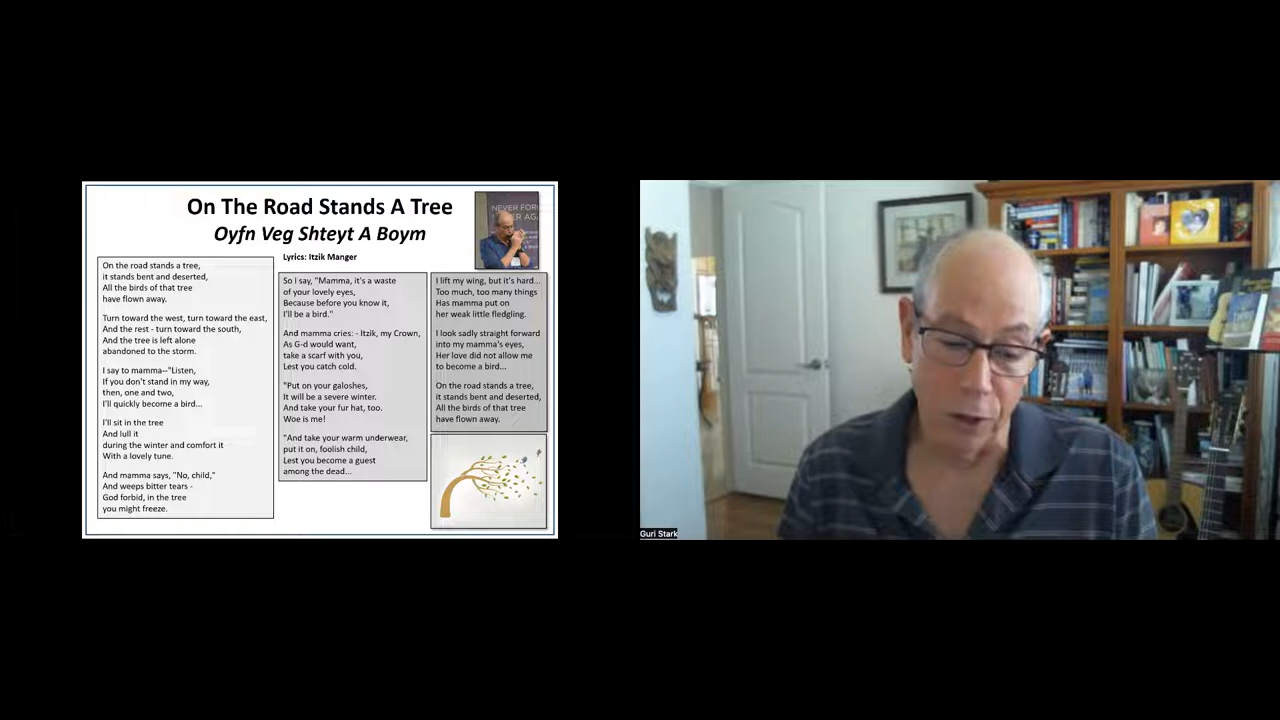 On The Road Stands A Tree
Oyfn Veg Shteyt A Boym
Lyrics: Itzik Manger
On the road stands a tree,
it stands bent and deserted,
All the birds of that tree
have flown away.
Turn toward the west, turn toward the east,
And the rest - turn toward the south,
And the tree is left alone
abandoned to the storm.
I say to mamma--"Listen,
If you don't stand in my way,
then, one and two,
I'll quickly become a bird...
I'll sit in the tree
And lull it
during the winter and comfort it
With a lovely tune.
And mamma says, "No, child,"
And weeps bitter tears -
God forbid, in the tree
you might freeze.
So I say, "Mamma, it's a waste
of your lovely eyes,
Because before you know it,
I'll be a bird."
And mamma cries: - Itzik, my Crown,
As G-d would want,
take a scarf with you,
Lest you catch cold.
"Put on your galoshes,
It will be a severe winter.
And take your fur hat, too.
Woe is me!
"And take your warm underwear,
put it on, foolish child,
Lest you become a guest
among the dead...
I lift my wing, but it's hard...
Too much, too many things
Has mamma put on
her weak little fledgling.
I look sadly straight forward
into my mamma's eyes,
Her love did not allow me
to become a bird...
On the road stands a tree,
it stands bent and deserted,
All the birds of that tree
have flown away.
NEVER
Guri Stark